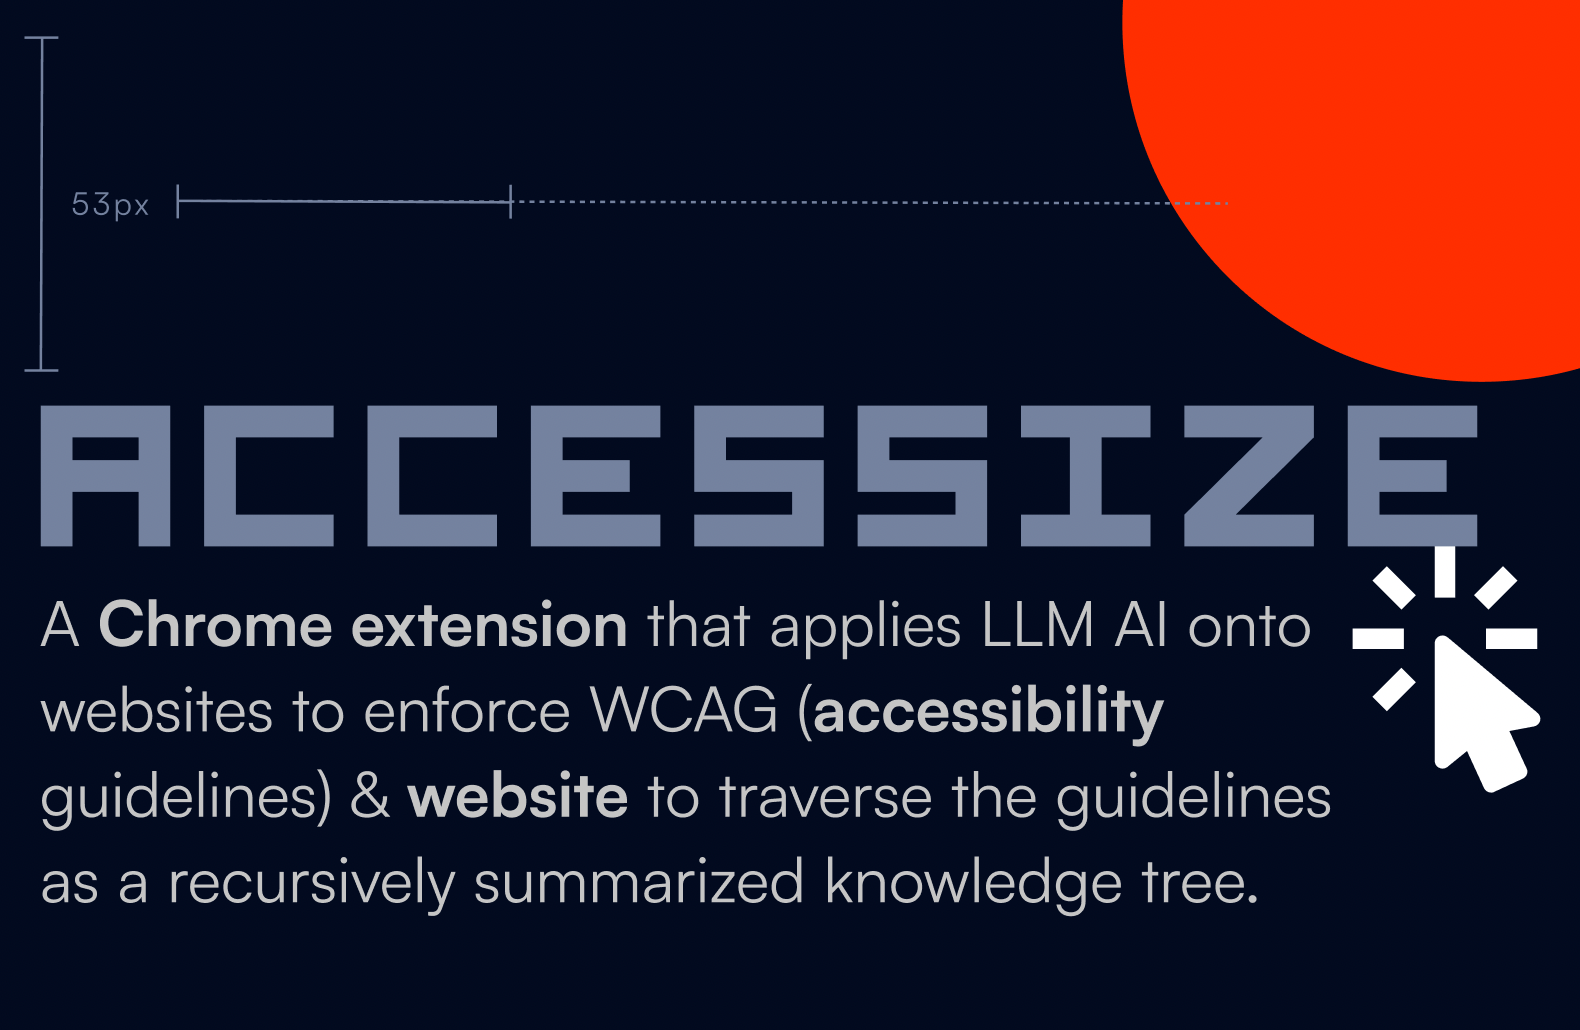 53px
ACCESSIZE
A Chrome extension that applies LLM AI onto
websites to enforce WCAG (accessibility
guidelines) & website to traverse the guidelines
as a recursively summarized knowledge tree.